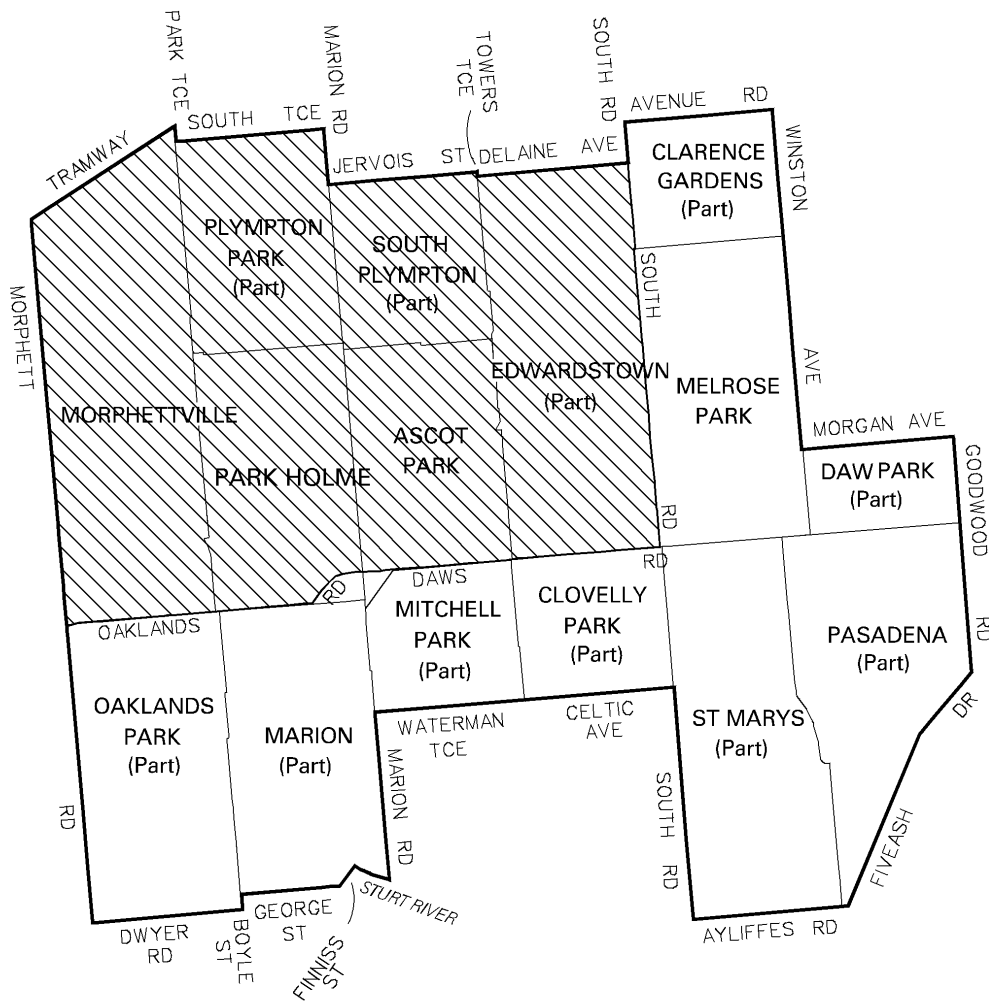 PARK TCE
MARION RD
TOWERS
TCE
SOUTH RD
TRAMWAY
SOUTH TCE
JERVOIS ST
DELAINE AVE
AVENUE RD
WINSTON
AVE
CLARENCE
GARDENS
(Part)
PLYMPTON
PARK
(Part)
SOUTH
PLYMPTON
(Part)
SOUTH
RD
MORPHETT
RD
EDWARDSTOWN
(Part)
MELROSE
PARK
MORPHETTVILLE
PARK HOLME
ASCOT
PARK
MORGAN AVE
DAW PARK
(Part)
GOODWOOD
RD
DAWS
RD
RD
OAKLANDS
MITCHELL
PARK
(Part)
CLOVELLY
PARK
(Part)
PASADENA
(Part)
OAKLANDS
PARK
(Part)
MARION
(Part)
WATERMAN
TCE
CELTIC
AVE
ST MARYS
(Part)
DR
FIVEASH
MARION RD
SOUTH RD
STURT RIVER
GEORGE
ST
DWYER
RD
BOYLE
ST
FINNISS
ST
AYLIFFES RD